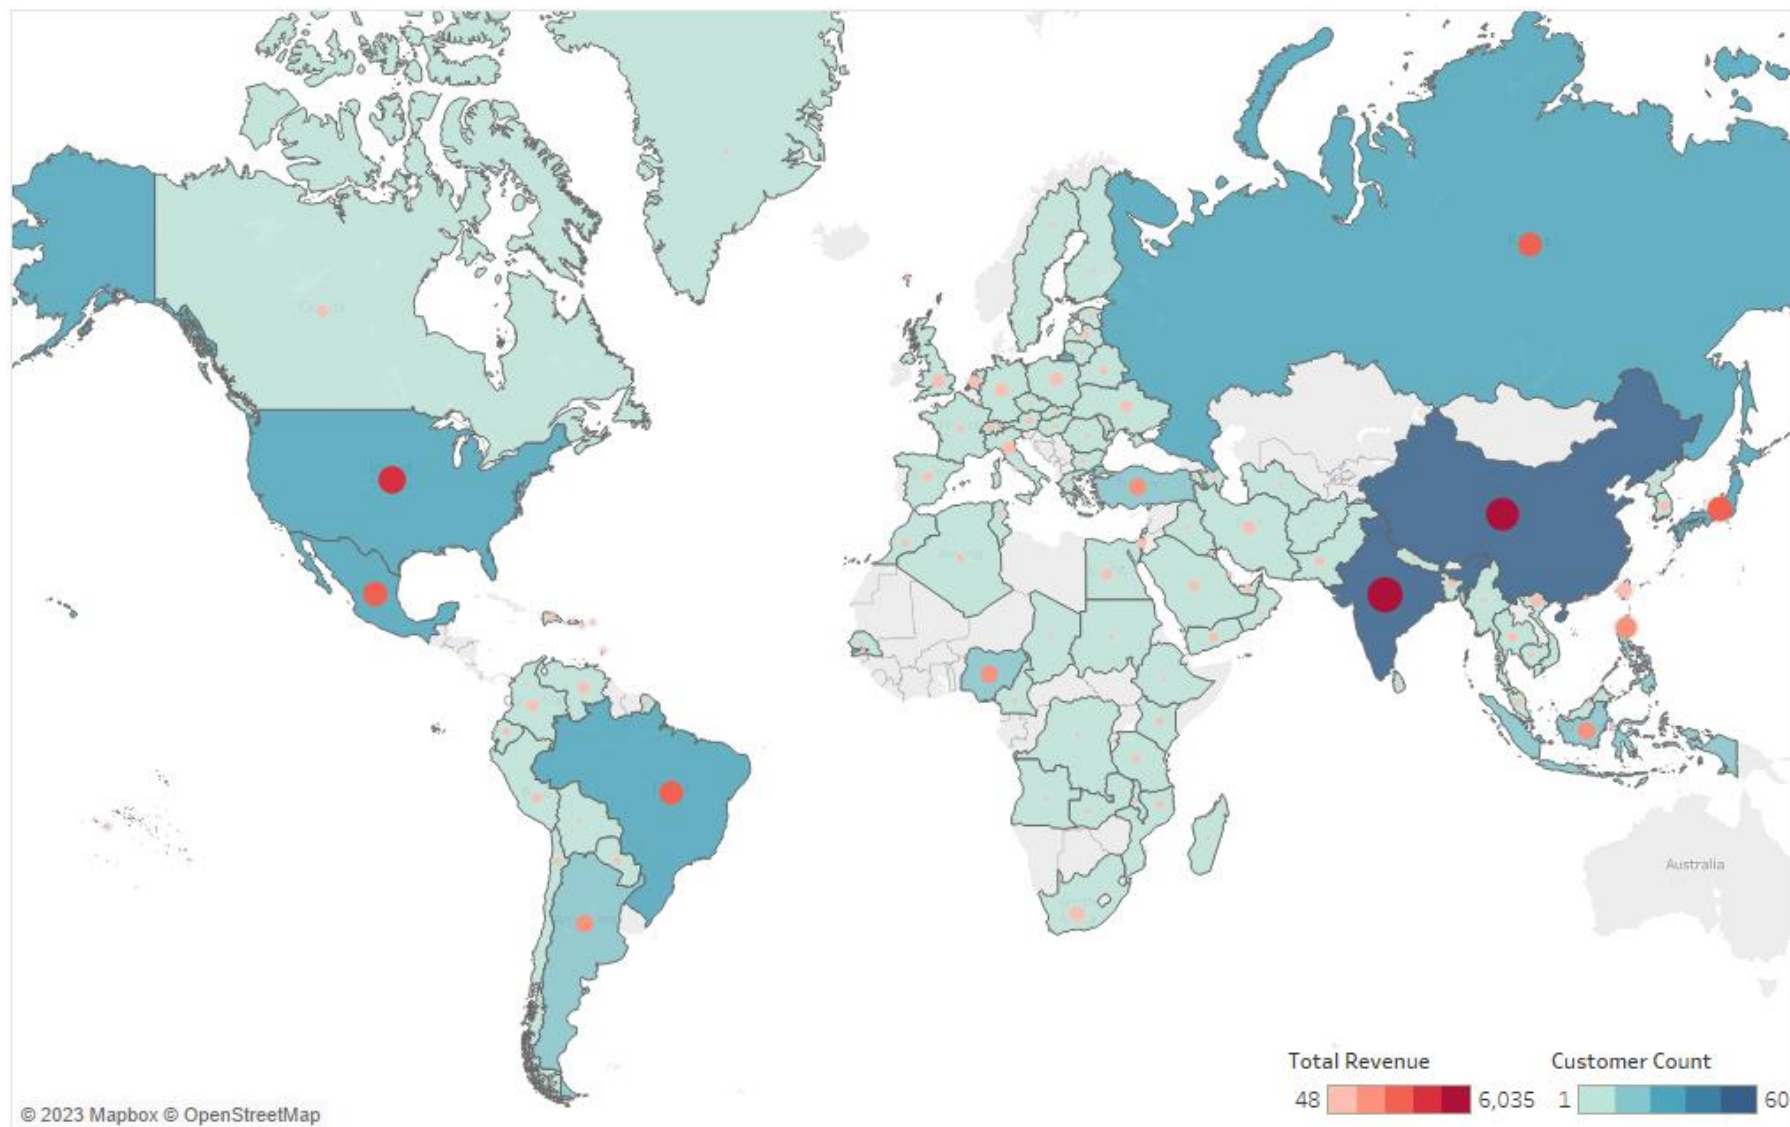 Australia
Total Revenue
48 6,035
Customer Count
1 60
© 2023 Mapbox © OpenStreetMap